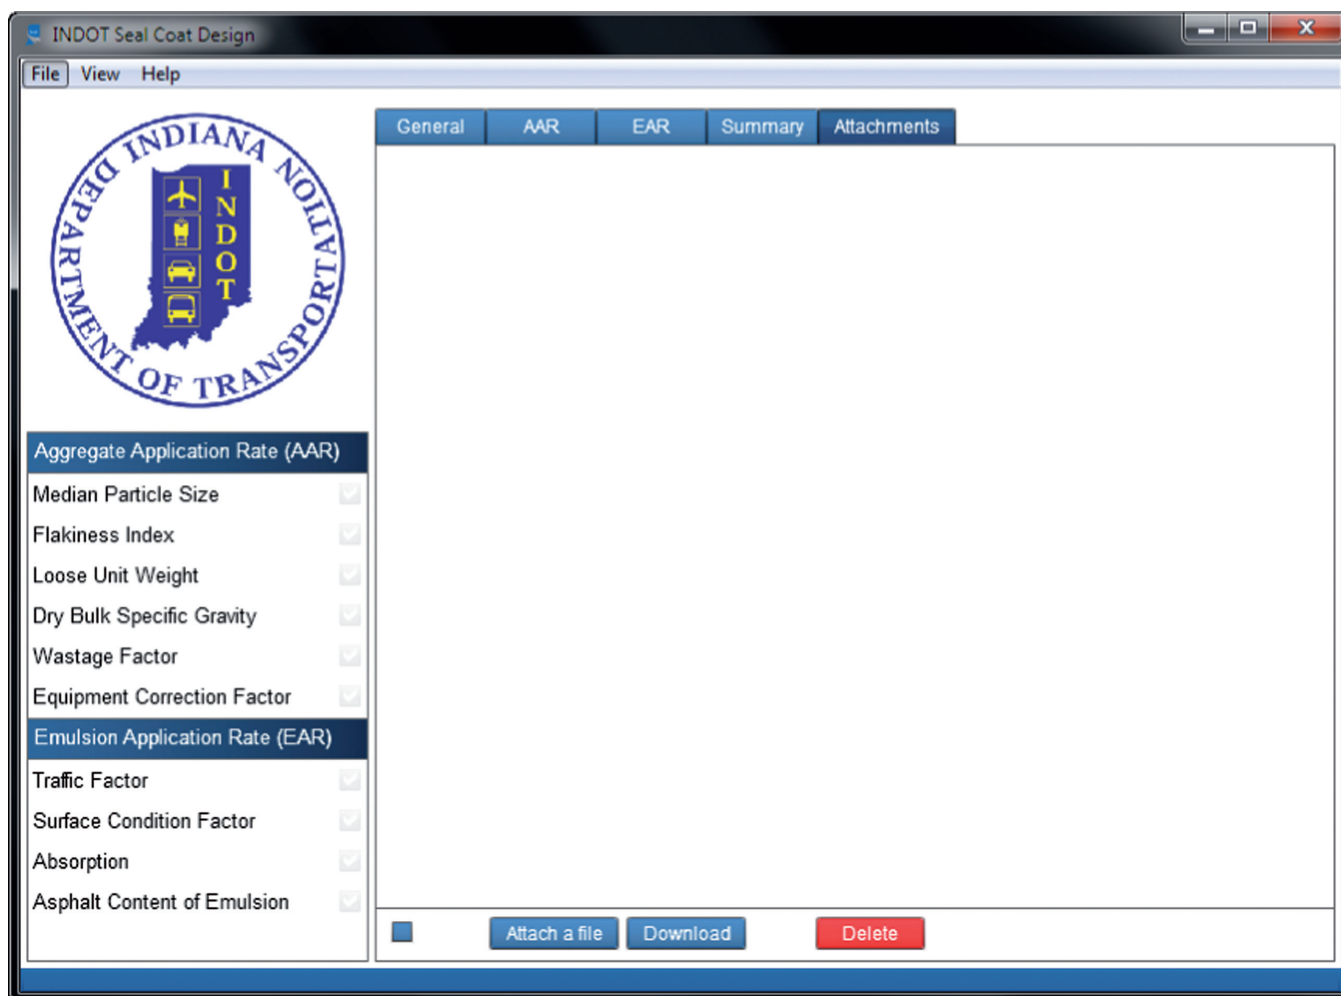 INDOT Seal Coat Design
File View Help
INDIANA DEPARTMENT OF TRANSPORTATION
INDOT
General AAR EAR Summary Attachments
Aggregate Application Rate (AAR)
Median Particle Size
Flakiness Index
Loose Unit Weight
Dry Bulk Specific Gravity
Wastage Factor
Equipment Correction Factor
Emulsion Application Rate (EAR)
Traffic Factor
Surface Condition Factor
Absorption
Asphalt Content of Emulsion
Attach a file Download Delete